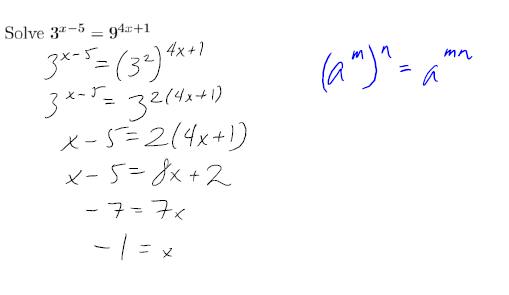 Solve 3^{x−5} = 9^{4x+1}
3^{x-5} = (3^2)^{4x+1}
(a^m)^n = a^{mn}
3^{x-5} = 3^{2(4x+1)}
x - 5 = 2(4x+1)
x - 5 = 8x + 2
- 7 = 7x
- 1 = x